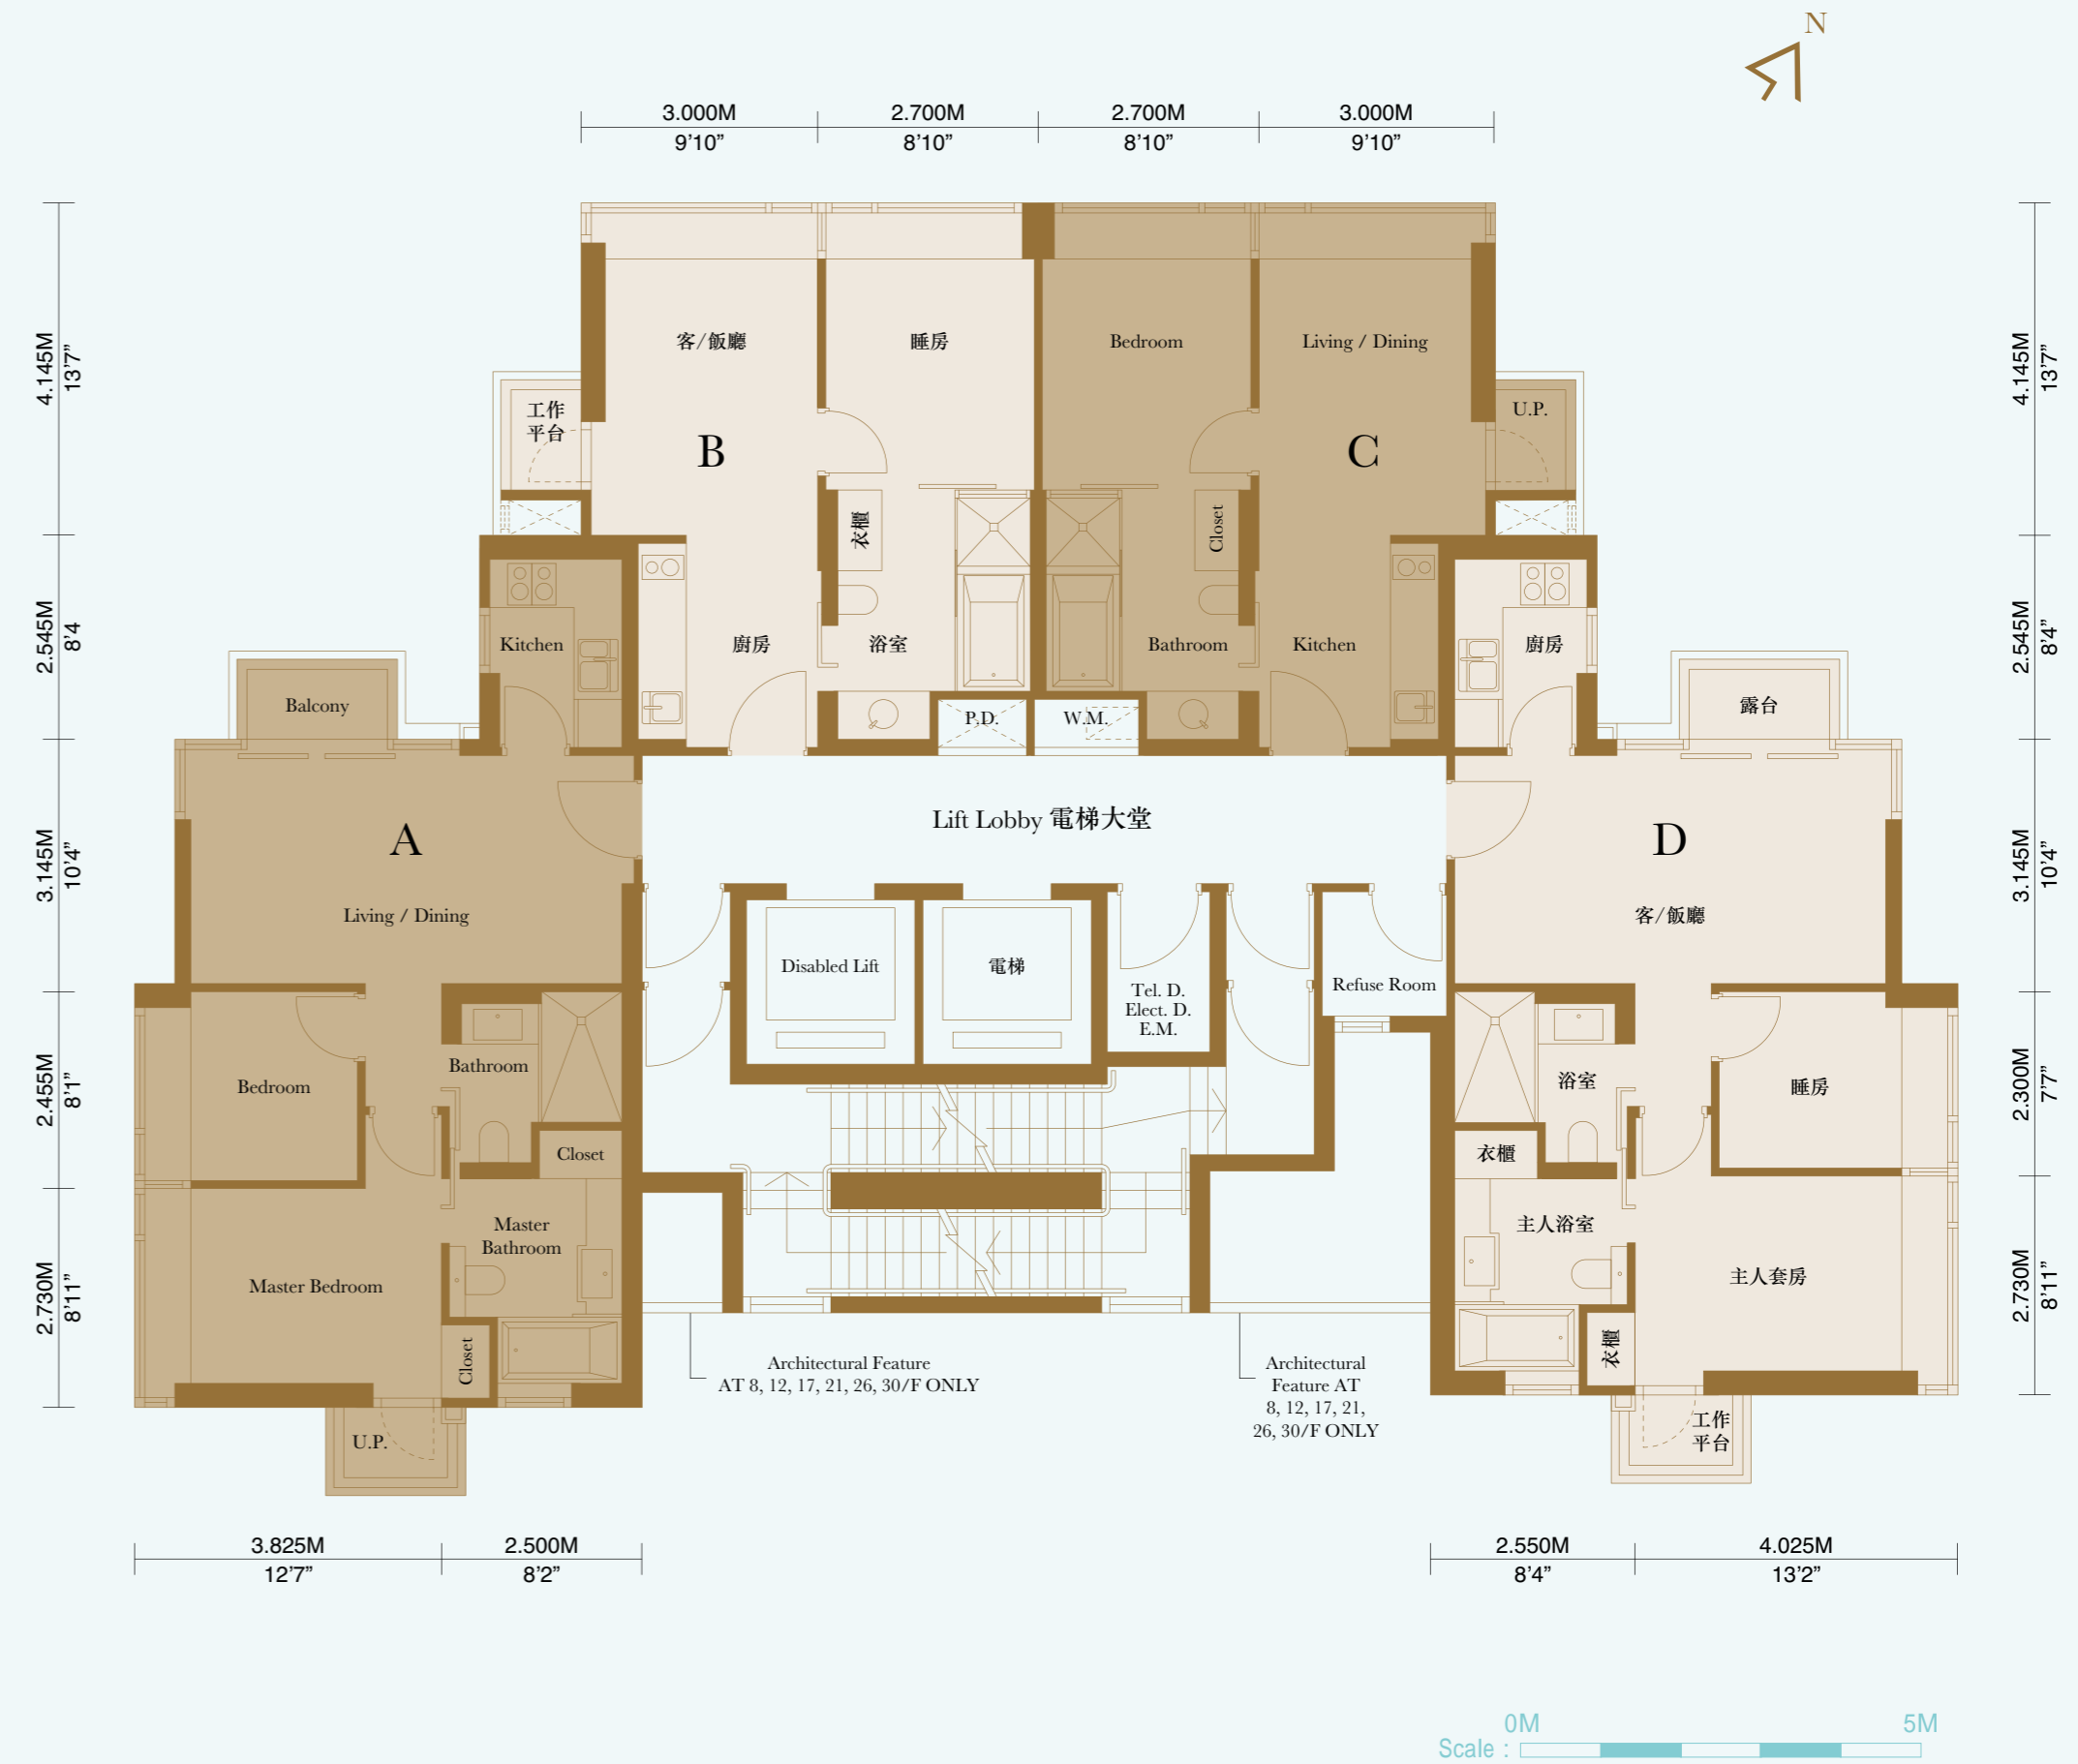 N
3.000M
2.700M
2.700M
3.000M
9’10”
8’10”
8’10”
9’10”
4.145M
13’7”
2.545M
8’4
3.145M
10’4”
2.455M
8’1”
2.730M
8’11”
4.145M
13’7”
2.545M
8’4”
3.145M
10’4”
2.300M
7’7”
2.730M
8’11”
客/飯廳
睡房
Bedroom
Living / Dining
工作
平台
U.P.
B
C
衣櫃
Closet
Kitchen
廚房
浴室
Bathroom
Kitchen
廚房
Balcony
P.D.
W.M.
露台
Lift Lobby 電梯大堂
A
Living / Dining
D
客/飯廳
Disabled Lift
電梯
Tel. D.
Elect. D.
E.M.
Refuse Room
Bedroom
Bathroom
Closet
浴室
睡房
衣櫃
Master
Bathroom
Master Bedroom
Closet
主人浴室
主人套房
衣櫃
Architectural Feature
AT 8, 12, 17, 21, 26, 30/F ONLY
Architectural
Feature AT
8, 12, 17, 21,
26, 30/F ONLY
U.P.
工作
平台
3.825M
2.500M
12’7”
8’2”
2.550M
4.025M
8’4”
13’2”
0M
5M
Scale :